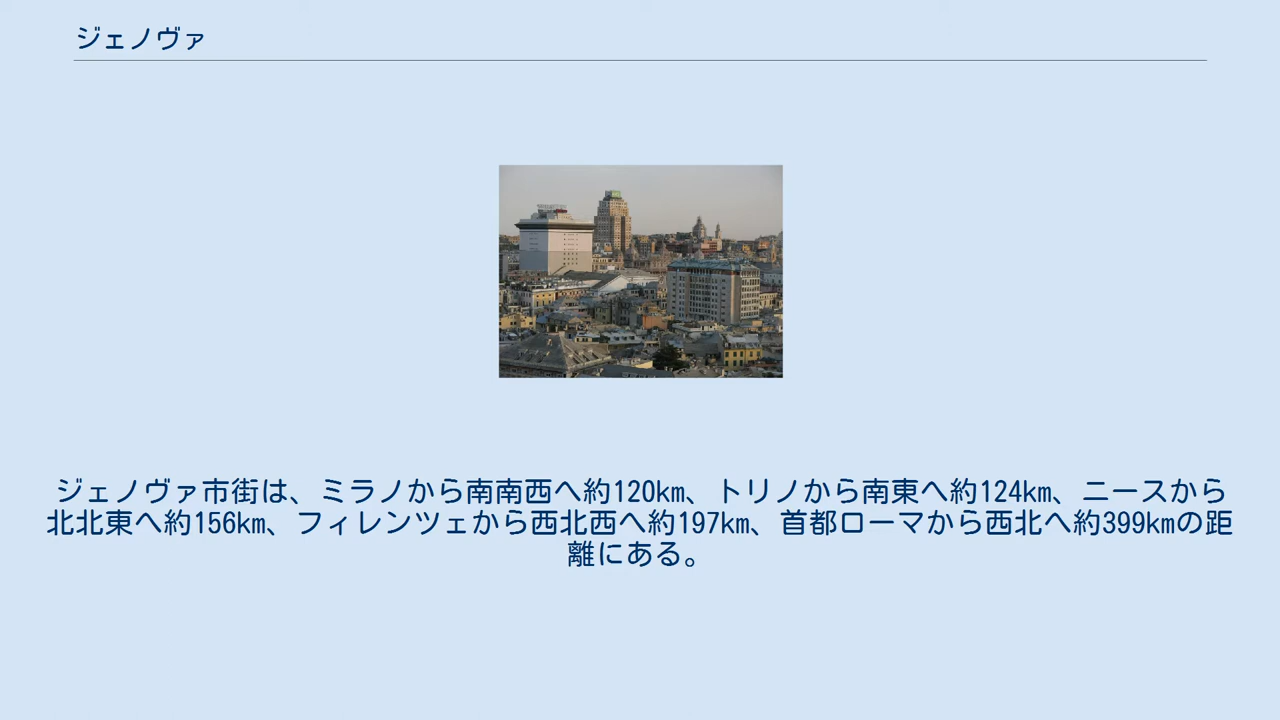 ジェノヴァ
ジェノヴァ市街は、ミラノから南南西へ約120km、トリノから南東へ約124km、ニースから
北北東へ約156km、フィレンツェから西北西へ約197km、首都ローマから西北へ約399kmの距
離にある。